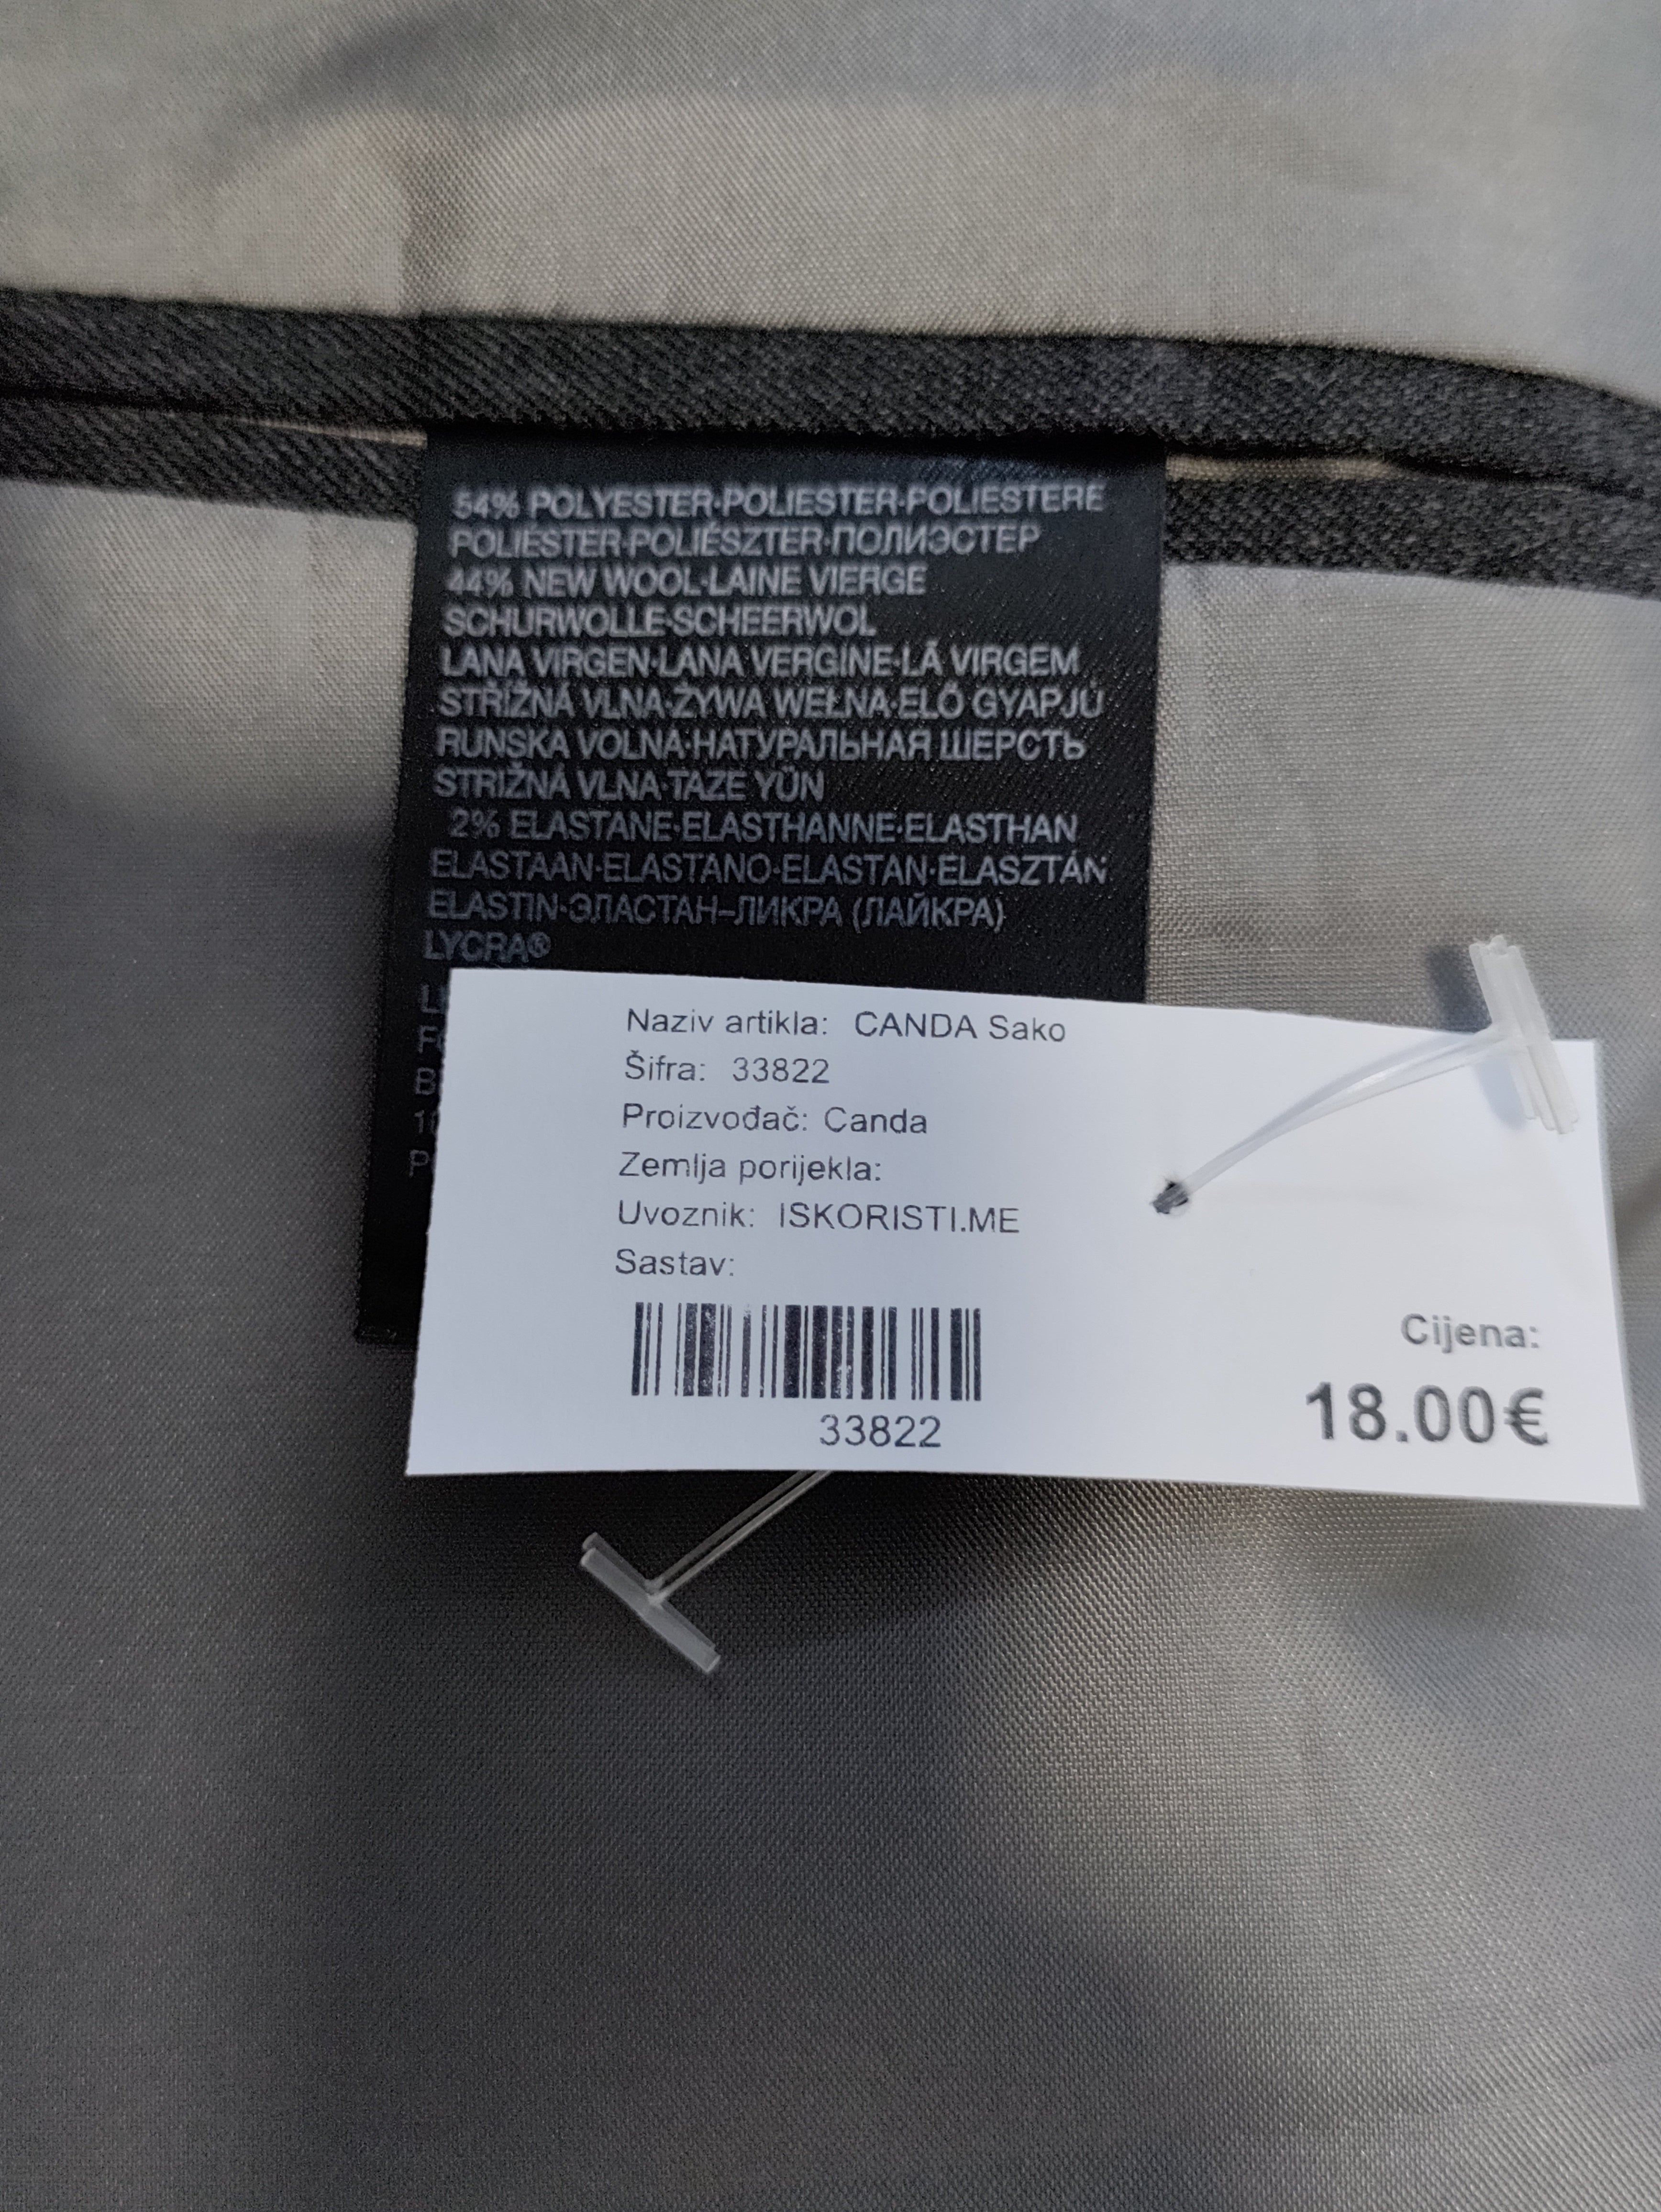 54% POLYESTER·POLIESTER·POLIESTERE
POLIESTER·POLIÉSZTER·ПОЛИЭСТЕР
44% NEW WOOL·LAINE VIERGE
SCHURWOLLE·SCHEERWOL
LANA VIRGEN·LANA VERGINE·LÃ VIRGEM
STŘIŽNÁ VLNA·ŻYWA WEŁNA·ELŐ GYAPJÚ
RUNSKA VOLNA·НАТУРАЛЬНАЯ ШЕРСТЬ
STRIŽNÁ VLNA·TAZE YÜN
2% ELASTANE·ELASTHANNE·ELASTHAN
ELASTAAN·ELASTANO·ELASTAN·ELASZTÁN
ELASTIN·ЭЛАСТАН–ЛИКРА (ЛАЙКРА)
LYCRA®
Naziv artikla: CANDA Sako
Šifra: 33822
Proizvođač: Canda
Zemlja porijekla:
Uvoznik: ISKORISTI.ME
Sastav:
33822
Cijena:
18.00€